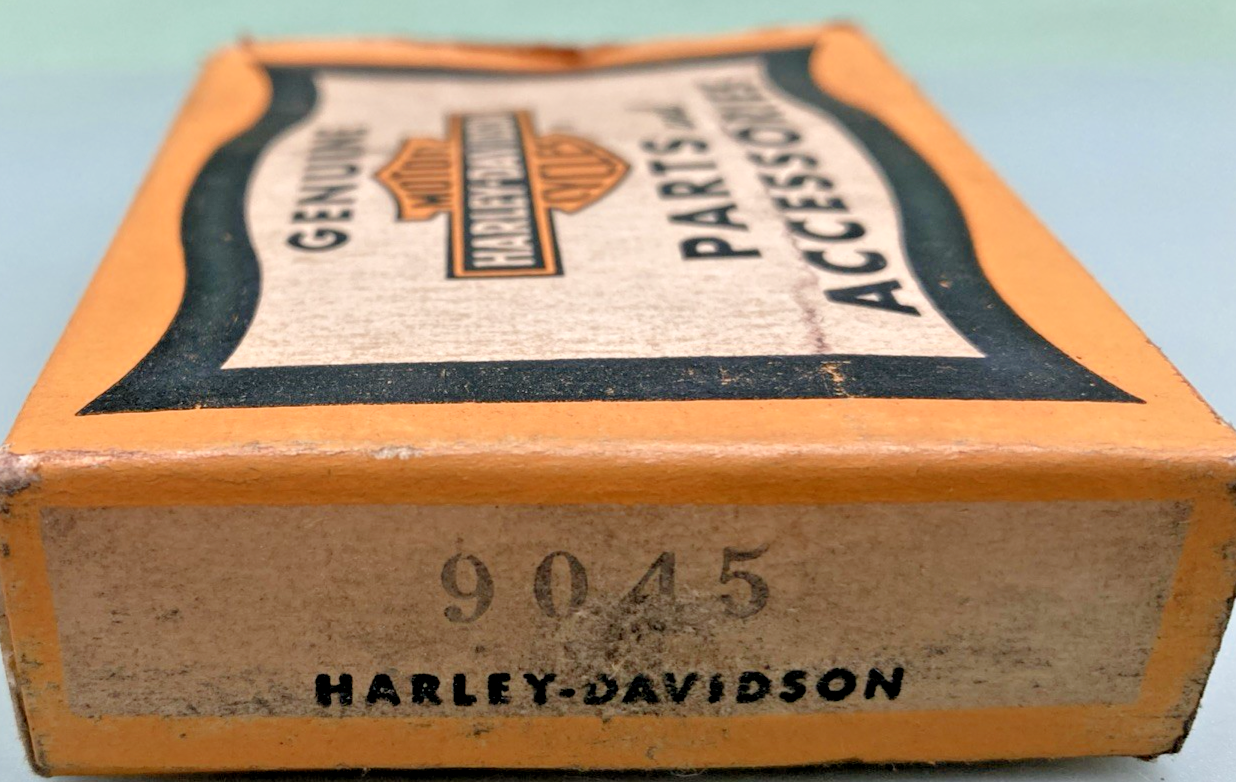 GENUINE
MOTOR
HARLEY-DAVIDSON
CYCLES
PARTS and
ACCESSORIES
9045
HARLEY-DAVIDSON